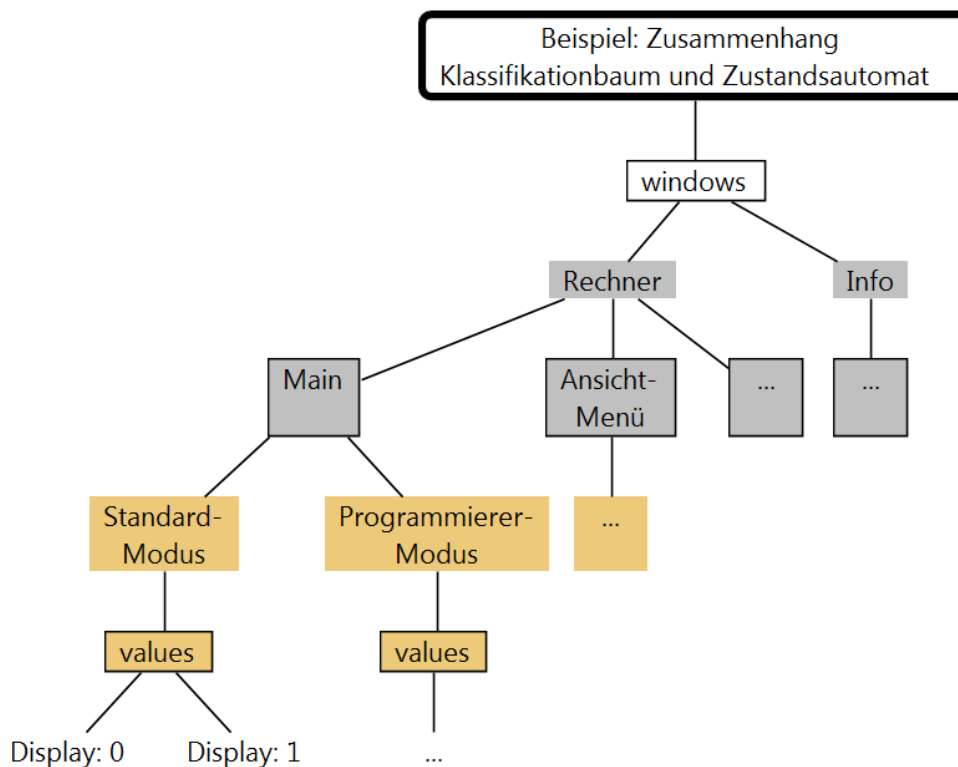 Beispiel: Zusammenhang
Klassifikationbaum und Zustandsautomat
windows
Rechner
Info
Main
Ansicht-
Menü
...
...
Standard-
Modus
Programmierer-
Modus
...
values
values
Display: 0
Display: 1
...